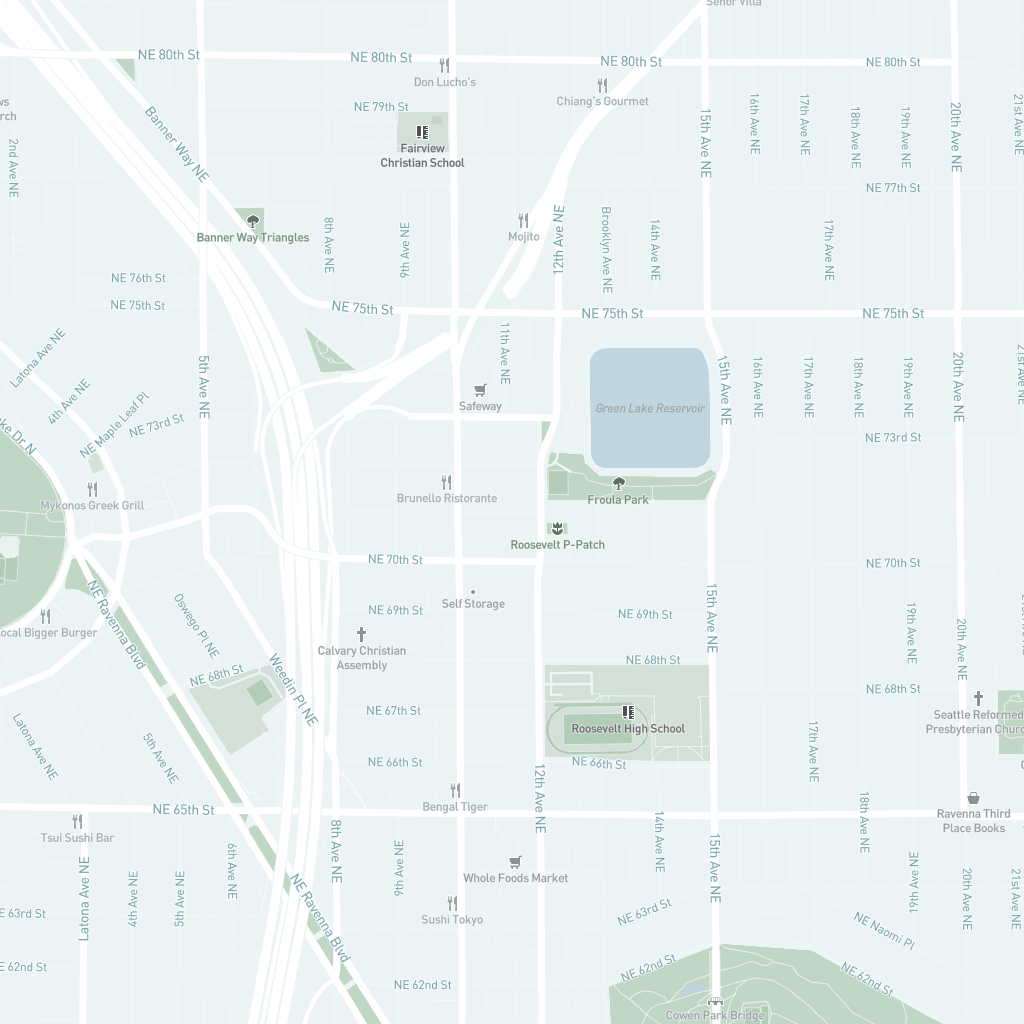 Señor Villa
NE 80th St
NE 80th St
NE 80th St
NE 80th St
Don Lucho's
Chiang's Gourmet
ws
rch
NE 79th St
Banner Way NE
2nd Ave NE
Fairview
Christian School
15th Ave NE
16th Ave NE
17th Ave NE
18th Ave NE
19th Ave NE
20th Ave NE
21st Ave NE
NE 77th St
Banner Way Triangles
8th Ave NE
9th Ave NE
Mojito
12th Ave NE
Brooklyn Ave NE
14th Ave NE
17th Ave NE
NE 76th St
NE 75th St
NE 75th St
NE 75th St
NE 75th St
Latona Ave NE
4th Ave NE
5th Ave NE
11th Ave NE
15th Ave NE
16th Ave NE
17th Ave NE
18th Ave NE
19th Ave NE
20th Ave NE
21st Ave NE
NE Maple Leaf Pl
NE 73rd St
Safeway
Green Lake Reservoir
NE 73rd St
ke Dr N
Mykonos Greek Grill
Brunello Ristorante
Froula Park
Roosevelt P-Patch
NE 70th St
NE 70th St
NE Ravenna Blvd
Self Storage
NE 69th St
NE 69th St
15th Ave NE
19th Ave NE
20th Ave NE
ocal Bigger Burger
Oswego Pl NE
Calvary Christian
Assembly
NE 68th St
NE 68th St
NE 68th St
Weedin Pl NE
NE 67th St
Roosevelt High School
Seattle Reformed
Presbyterian Churc
Latona Ave NE
5th Ave NE
17th Ave NE
NE 66th St
NE 66th St
12th Ave NE
NE 65th St
Bengal Tiger
Ravenna Third
Place Books
Tsui Sushi Bar
8th Ave NE
14th Ave NE
15th Ave NE
18th Ave NE
Latona Ave NE
4th Ave NE
5th Ave NE
6th Ave NE
9th Ave NE
Whole Foods Market
19th Ave NE
20th Ave NE
21st Ave NE
E 63rd St
NE Ravenna Blvd
Sushi Tokyo
NE 63rd St
NE Naomi Pl
E 62nd St
NE 62nd St
NE 62nd St
NE 62nd St
Cowen Park Bridge